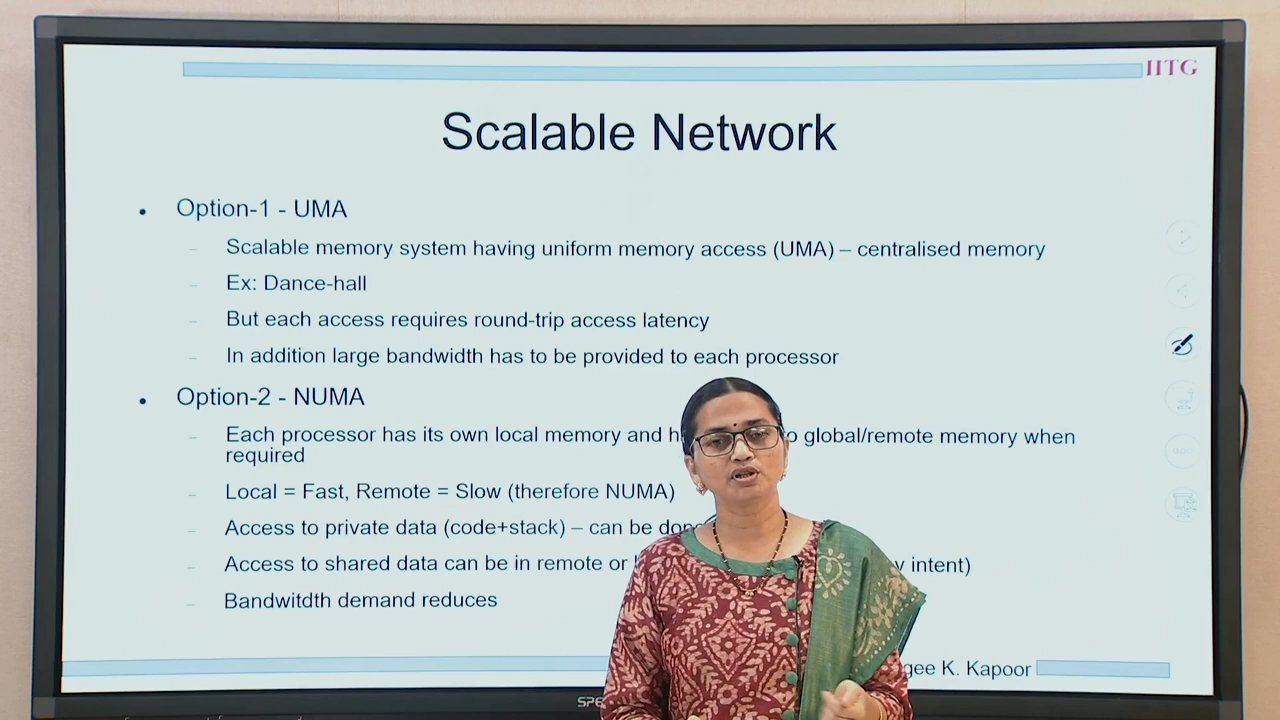 IITG
Scalable Network
• Option-1 - UMA
– Scalable memory system having uniform memory access (UMA) – centralised memory
– Ex: Dance-hall
– But each access requires round-trip access latency
– In addition large bandwidth has to be provided to each processor
• Option-2 - NUMA
– Each processor has its own local memory and global/remote memory when
required
– Local = Fast, Remote = Slow (therefore NUMA)
– Access to private data (code+stack) – can be
– Access to shared data can be in remote or intent)
– Bandwitdth demand reduces
K. Kapoor